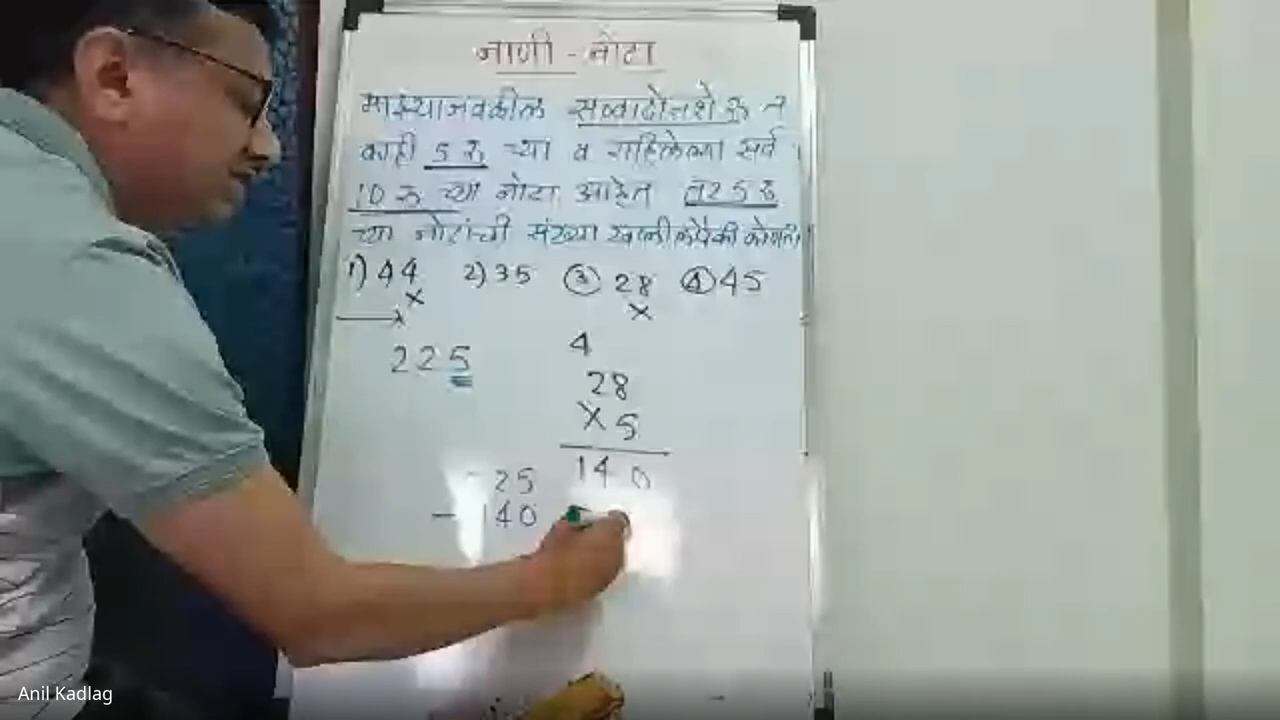 नाणी - नोटा
माझ्याजवळील सव्वादोनशे रु त
काही 5 रु च्या व राहिलेल्या सर्व
10 रु च्या नोटा आहेत तर 5 रु
च्या नोटांची संख्या खालीलपैकी कोणती
1) 44 2) 35 ③ 28 ④ 45
x x
225 4
28
X 5
25 140
- 140
Anil Kadlag